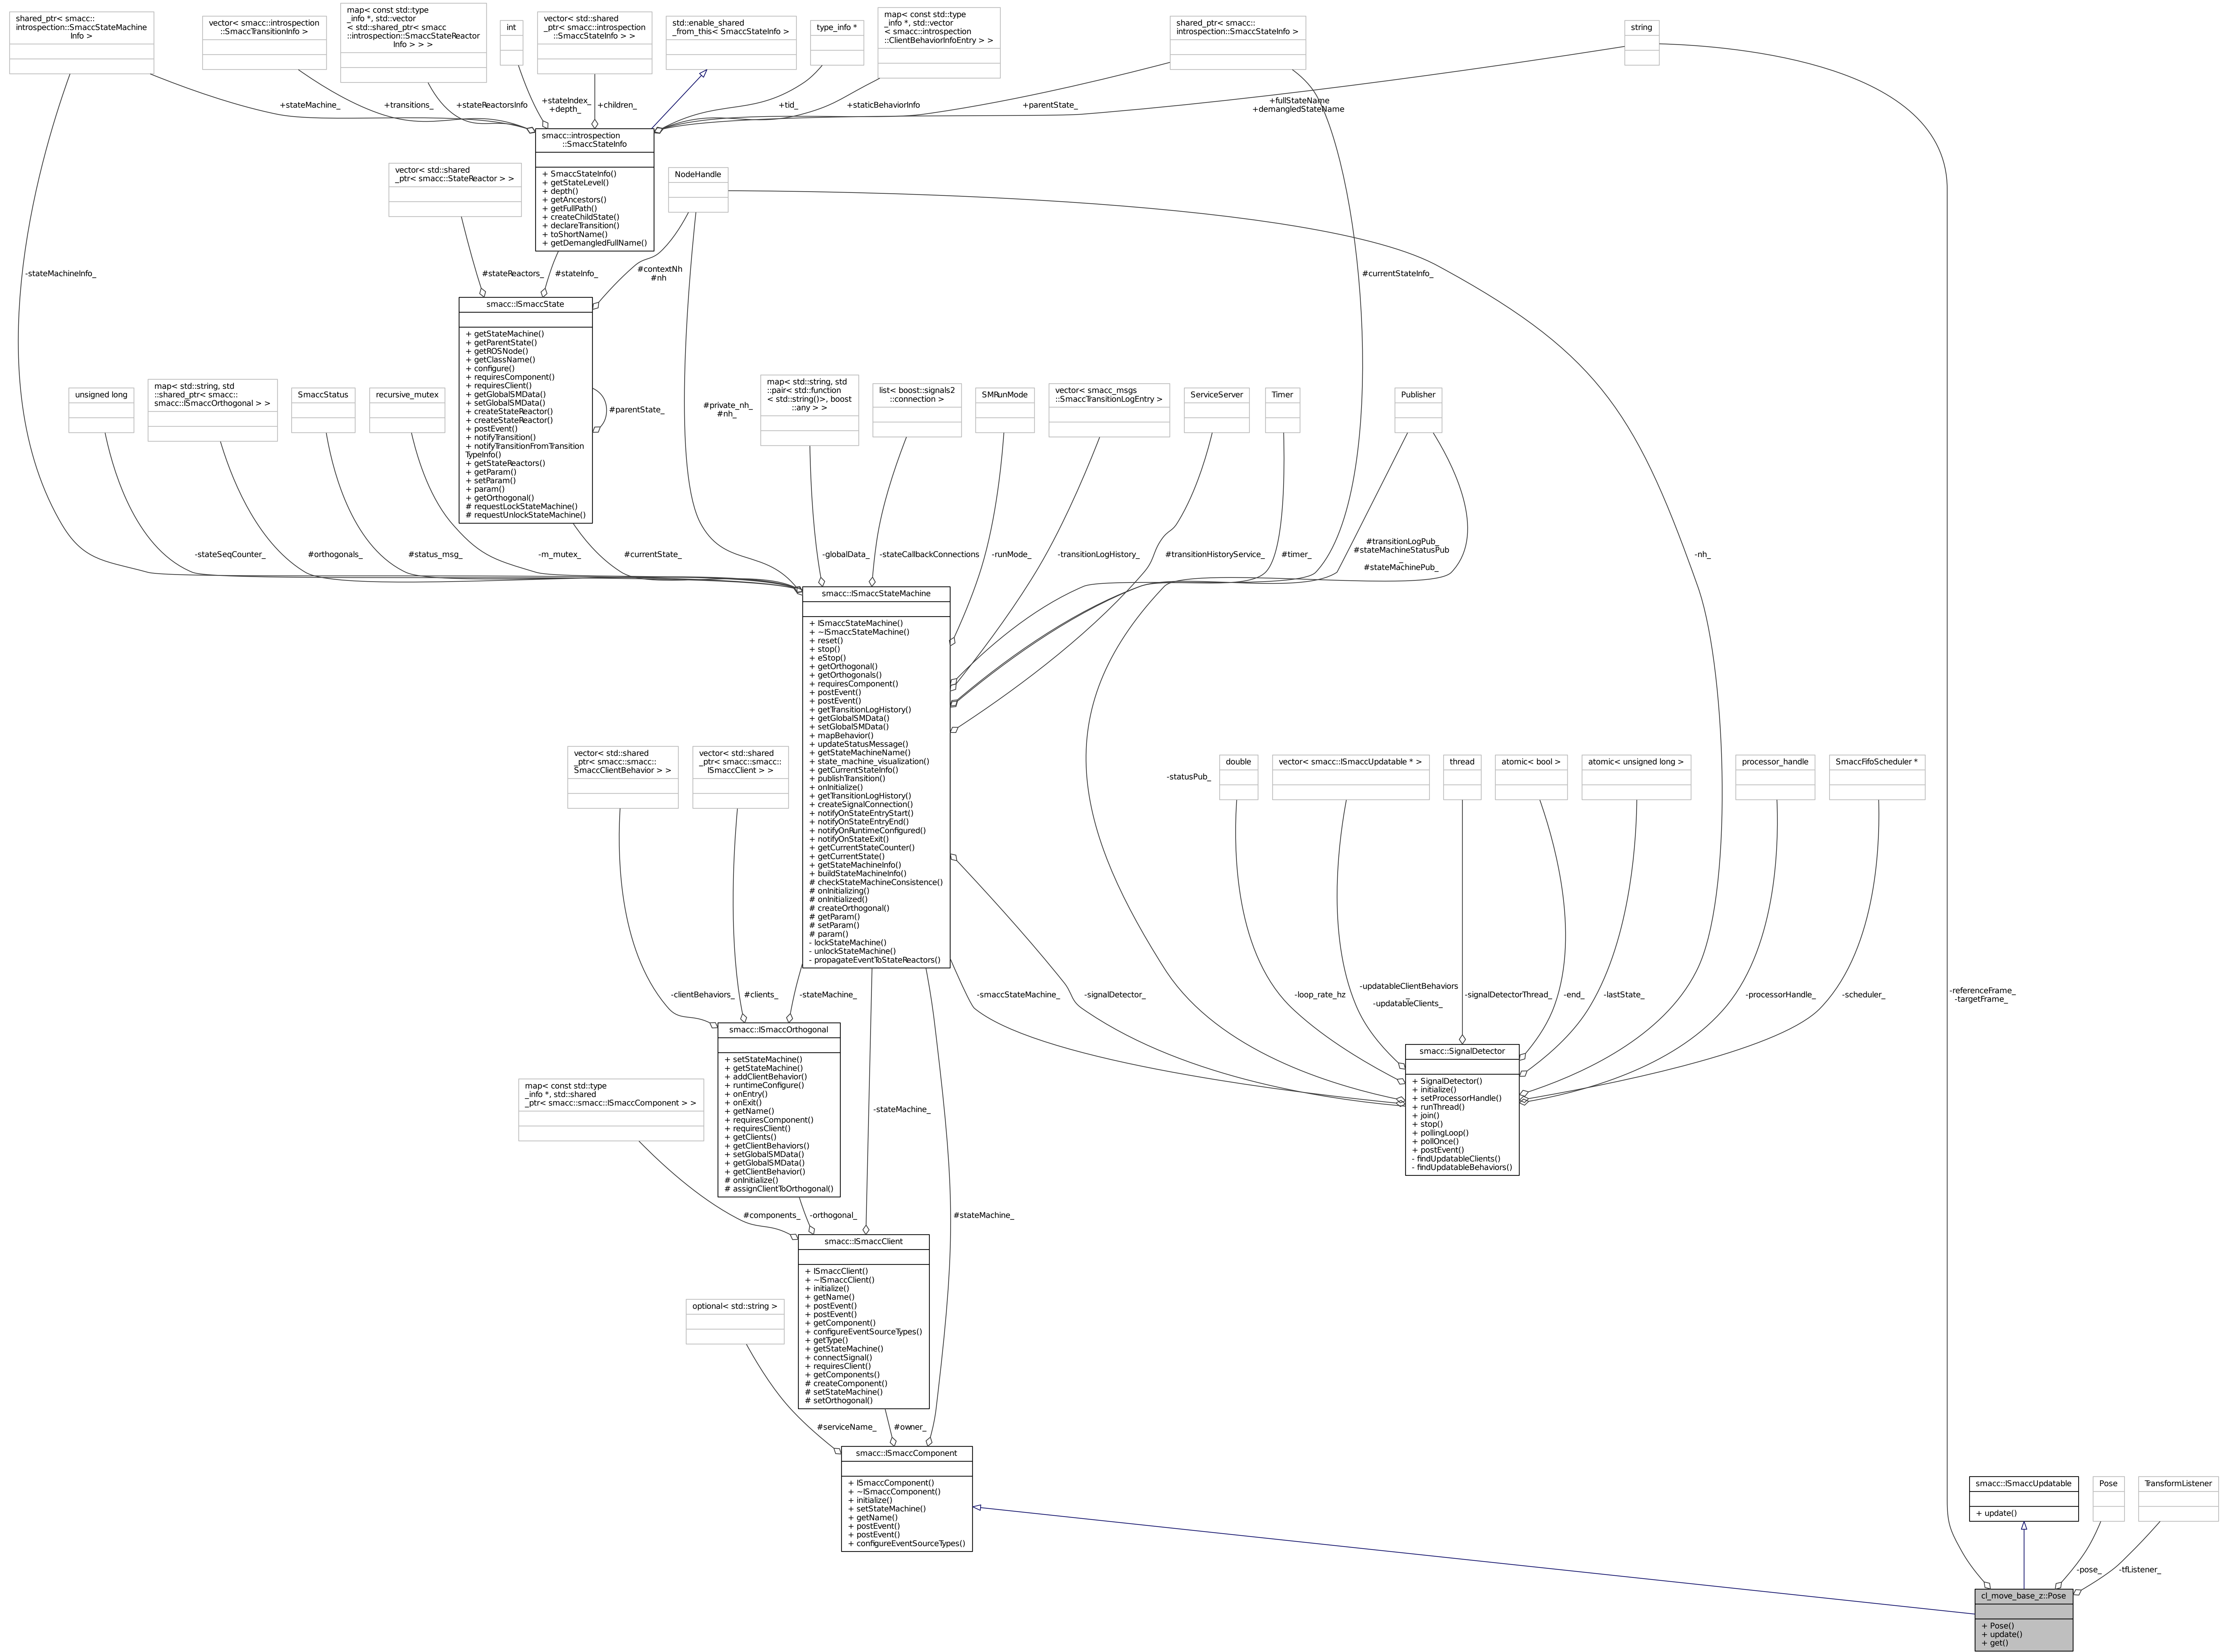 shared_ptr< smacc::
introspection::SmaccStateMachine
Info >
vector< smacc::introspection
::SmaccTransitionInfo >
map< const std::type
_info *, std::vector
< std::shared_ptr< smacc
::introspection::SmaccStateReactor
Info > > >
int
vector< std::shared
_ptr< smacc::introspection
::SmaccStateInfo > >
std::enable_shared
_from_this< SmaccStateInfo >
type_info *
map< const std::type
_info *, std::vector
< smacc::introspection
::ClientBehaviorInfoEntry > >
shared_ptr< smacc::
introspection::SmaccStateInfo >
string
+stateMachine_
+transitions_
+stateReactorsInfo
+stateIndex_
+depth_
+children_
+tid_
+staticBehaviorInfo
+parentState_
+fullStateName
+demangledStateName
smacc::introspection
::SmaccStateInfo
+ SmaccStateInfo()
+ getStateLevel()
+ depth()
+ getAncestors()
+ getFullPath()
+ createChildState()
+ declareTransition()
+ toShortName()
+ getDemangledFullName()
vector< std::shared
_ptr< smacc::StateReactor > >
NodeHandle
-stateMachineInfo_
#stateReactors_
#stateInfo_
#contextNh
#nh
#currentStateInfo_
smacc::ISmaccState
+ getStateMachine()
+ getParentState()
+ getROSNode()
+ getClassName()
+ configure()
+ requiresComponent()
+ requiresClient()
+ getGlobalSMData()
+ setGlobalSMData()
+ createStateReactor()
+ createStateReactor()
+ postEvent()
+ notifyTransition()
+ notifyTransitionFromTransition
TypeInfo()
+ getStateReactors()
+ getParam()
+ setParam()
+ param()
+ getOrthogonal()
# requestLockStateMachine()
# requestUnlockStateMachine()
#parentState_
#private_nh_
#nh_
unsigned long
map< std::string, std
::shared_ptr< smacc::
smacc::ISmaccOrthogonal > >
SmaccStatus
recursive_mutex
map< std::string, std
::pair< std::function
< std::string()>, boost
::any > >
list< boost::signals2
::connection >
SMRunMode
vector< smacc_msgs
::SmaccTransitionLogEntry >
ServiceServer
Timer
Publisher
-stateSeqCounter_
#orthogonals_
#status_msg_
-m_mutex_
#currentState_
-globalData_
-stateCallbackConnections
-runMode_
-transitionLogHistory_
#transitionHistoryService_
#timer_
#transitionLogPub_
#stateMachineStatusPub
_
#stateMachinePub_
-nh_
smacc::ISmaccStateMachine
+ ISmaccStateMachine()
+ ~ISmaccStateMachine()
+ reset()
+ stop()
+ eStop()
+ getOrthogonal()
+ getOrthogonals()
+ requiresComponent()
+ postEvent()
+ postEvent()
+ getTransitionLogHistory()
+ getGlobalSMData()
+ setGlobalSMData()
+ mapBehavior()
+ updateStatusMessage()
+ getStateMachineName()
+ state_machine_visualization()
+ getCurrentStateInfo()
+ publishTransition()
+ onInitialize()
+ getTransitionLogHistory()
+ createSignalConnection()
+ notifyOnStateEntryStart()
+ notifyOnStateEntryEnd()
+ notifyOnRuntimeConfigured()
+ notifyOnStateExit()
+ getCurrentStateCounter()
+ getCurrentState()
+ getStateMachineInfo()
+ buildStateMachineInfo()
# checkStateMachineConsistence()
# onInitializing()
# onInitialized()
# createOrthogonal()
# getParam()
# setParam()
# param()
- lockStateMachine()
- unlockStateMachine()
- propagateEventToStateReactors()
vector< std::shared
_ptr< smacc::smacc::
SmaccClientBehavior > >
vector< std::shared
_ptr< smacc::smacc::
ISmaccClient > >
-statusPub_
double
vector< smacc::ISmaccUpdatable * >
thread
atomic< bool >
atomic< unsigned long >
processor_handle
SmaccFifoScheduler *
-clientBehaviors_
#clients_
-stateMachine_
-smaccStateMachine_
-signalDetector_
-loop_rate_hz
-updatableClientBehaviors
_
-updatableClients_
-signalDetectorThread_
-end_
-lastState_
-processorHandle_
-scheduler_
-referenceFrame_
-targetFrame_
smacc::ISmaccOrthogonal
+ setStateMachine()
+ getStateMachine()
+ addClientBehavior()
+ runtimeConfigure()
+ onEntry()
+ onExit()
+ getName()
+ requiresComponent()
+ requiresClient()
+ getClients()
+ getClientBehaviors()
+ setGlobalSMData()
+ getGlobalSMData()
+ getClientBehavior()
# onInitialize()
# assignClientToOrthogonal()
smacc::SignalDetector
+ SignalDetector()
+ initialize()
+ setProcessorHandle()
+ runThread()
+ join()
+ stop()
+ pollingLoop()
+ pollOnce()
+ postEvent()
- findUpdatableClients()
- findUpdatableBehaviors()
map< const std::type
_info *, std::shared
_ptr< smacc::smacc::ISmaccComponent > >
-stateMachine_
#components_
-orthogonal_
#stateMachine_
smacc::ISmaccClient
+ ISmaccClient()
+ ~ISmaccClient()
+ initialize()
+ getName()
+ postEvent()
+ postEvent()
+ getComponent()
+ configureEventSourceTypes()
+ getType()
+ getStateMachine()
+ connectSignal()
+ requiresClient()
+ getComponents()
# createComponent()
# setStateMachine()
# setOrthogonal()
optional< std::string >
#serviceName_
#owner_
smacc::ISmaccComponent
+ ISmaccComponent()
+ ~ISmaccComponent()
+ initialize()
+ setStateMachine()
+ getName()
+ postEvent()
+ postEvent()
+ configureEventSourceTypes()
smacc::ISmaccUpdatable
+ update()
Pose
TransformListener
-pose_
-tfListener_
cl_move_base_z::Pose
+ Pose()
+ update()
+ get()